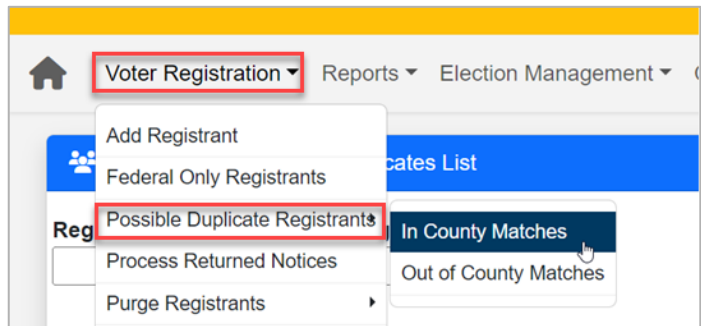 Voter Registration Reports Election Management
Add Registrant
cates List
Federal Only Registrants
Reg
Possible Duplicate Registrants
In County Matches
Process Returned Notices
Out of County Matches
Purge Registrants